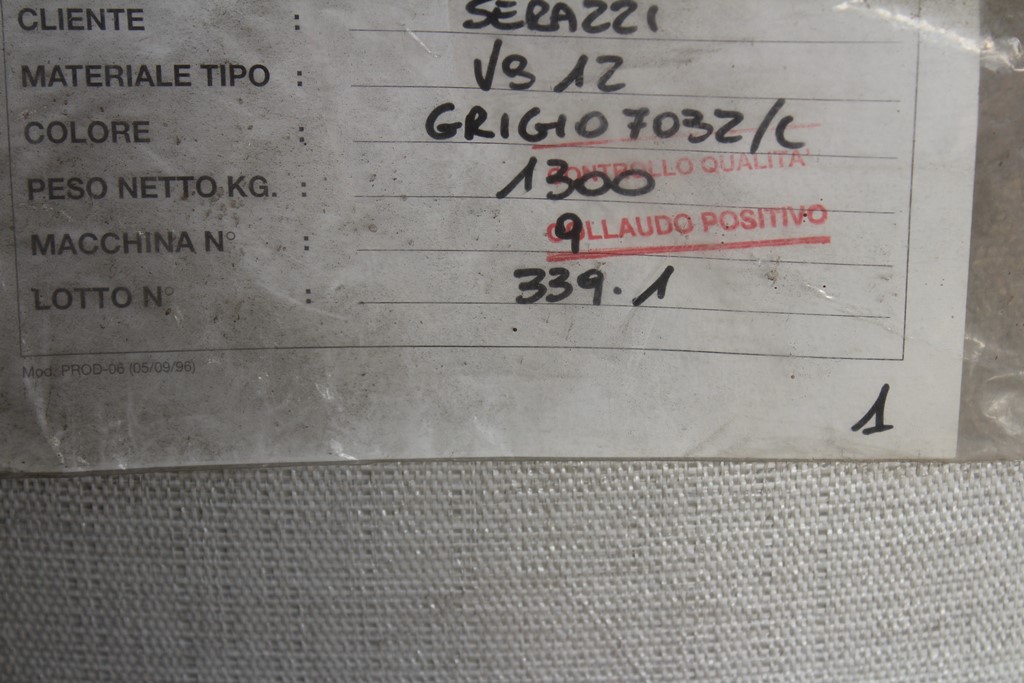 CLIENTE : SERAZZI
MATERIALE TIPO : VS 12
COLORE : GRIGIO 7032/C
CONTROLLO QUALITA'
PESO NETTO KG. : 1300
COLLAUDO POSITIVO
MACCHINA N° : 9
LOTTO N° : 339.1
Mod. PROD-06 (05/09/96)
1